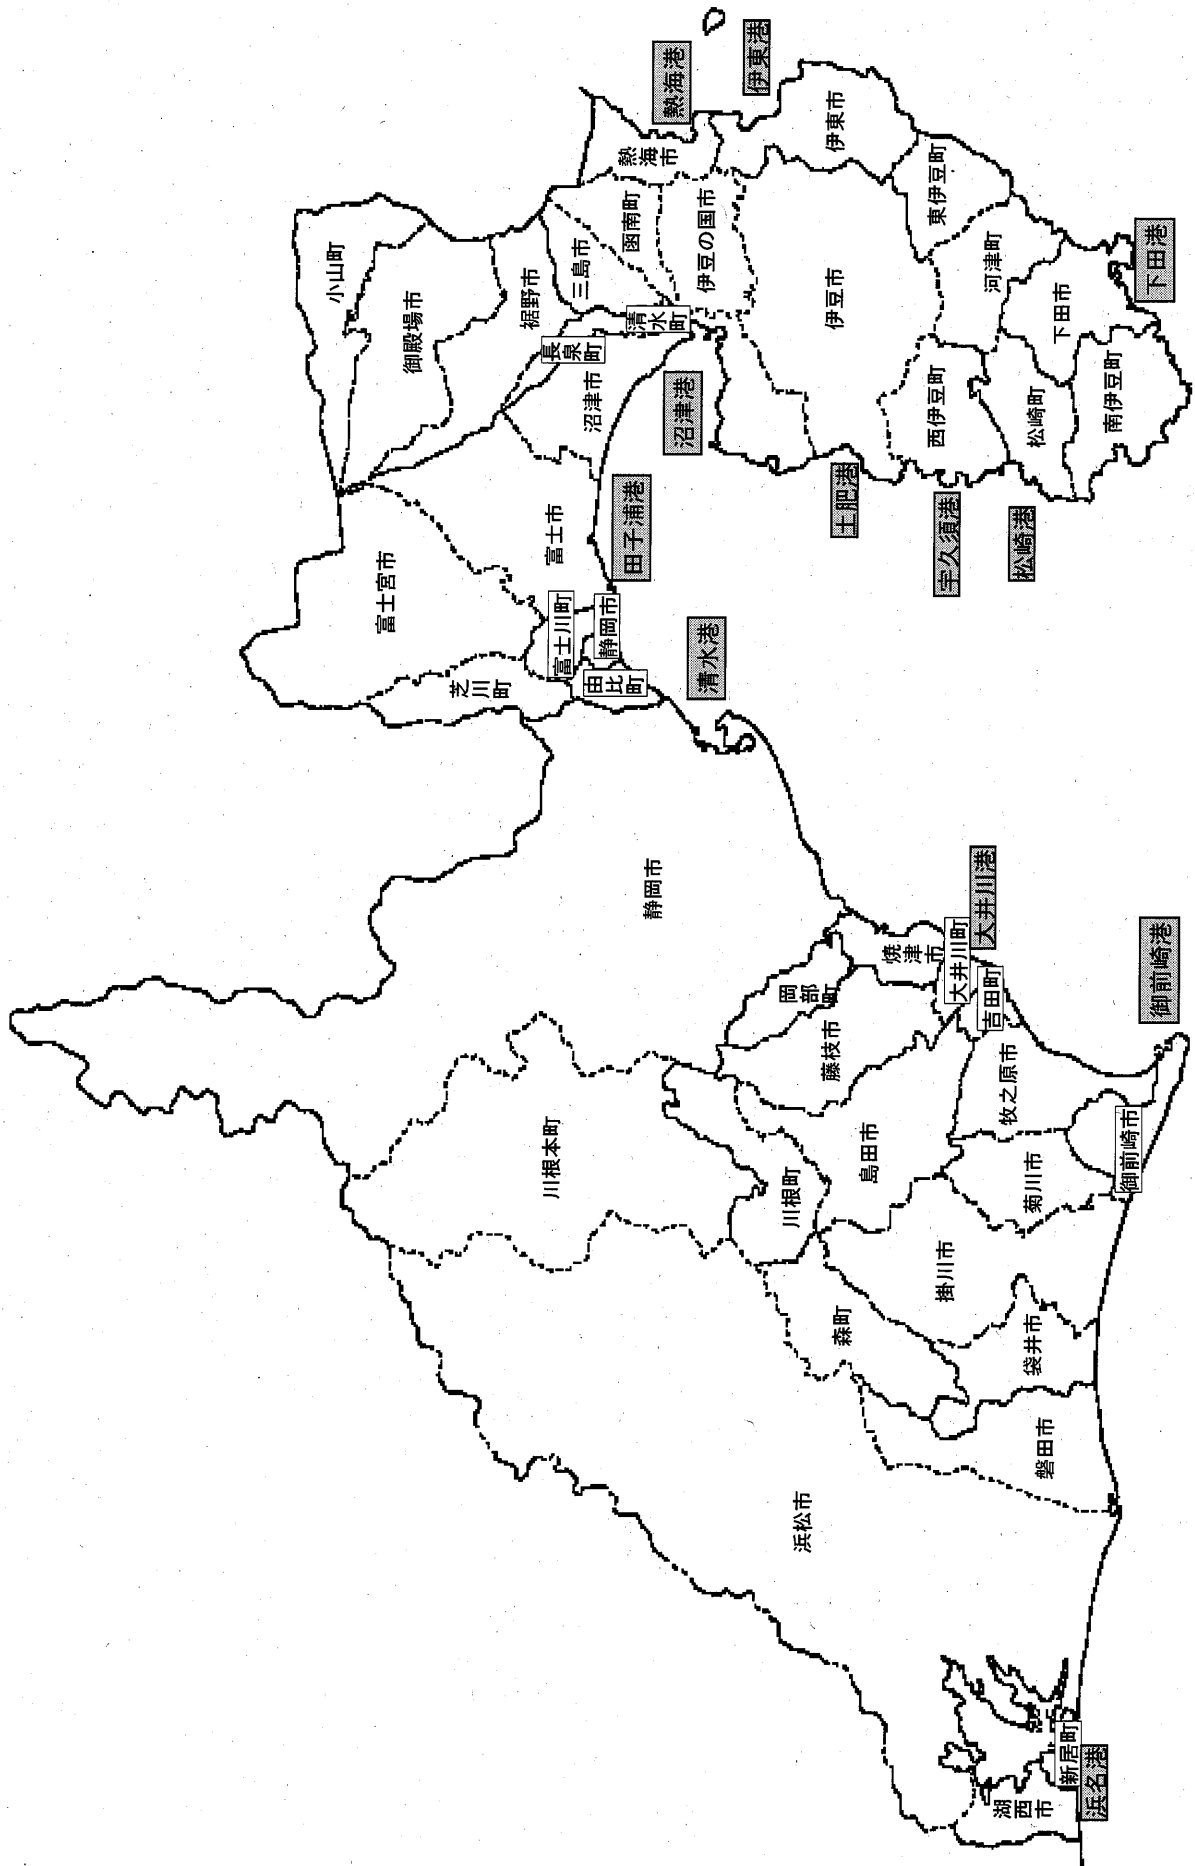 熱海港
伊東港
小山町
御殿場市
裾野市
三島市
函南町
熱海市
伊豆の国市
伊東市
東伊豆町
河津町
下田港
下田市
南伊豆町
松崎町
西伊豆町
伊豆市
清水町
長泉町
沼津市
沼津港
土肥港
宇久須港
松崎港
富士宮市
富士市
田子浦港
富士川町
静岡市
由比町
芝川町
清水港
静岡市
焼津市
大井川町
大井川港
岡部町
藤枝市
吉田町
牧之原市
御前崎港
御前崎市
島田市
菊川市
川根本町
川根町
掛川市
森町
袋井市
磐田市
浜松市
新居町
浜名港
湖西市